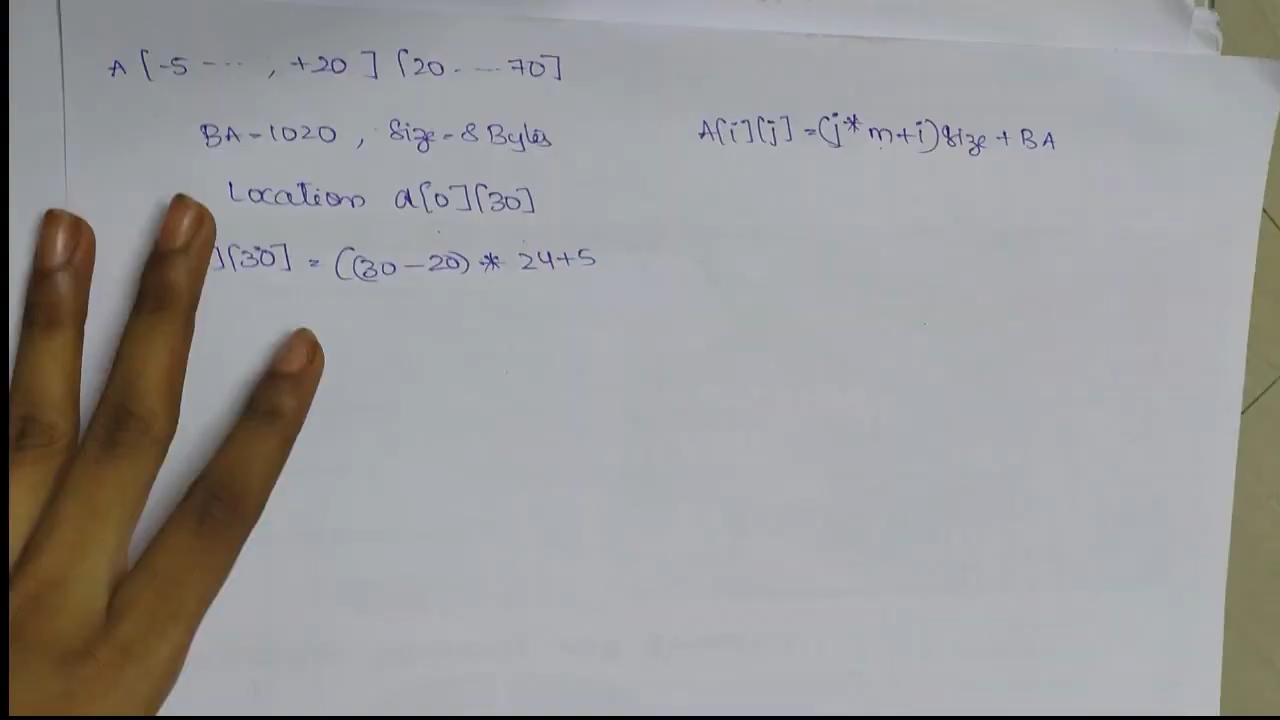 A [-5 --- , +20 ] [20 - --- 70]
BA - 1020 , Size - 8 Bytes
A[i][j] = (j* m+i) Size + BA
Location a[0][30]
][30] = ((30 - 20) * 24+5